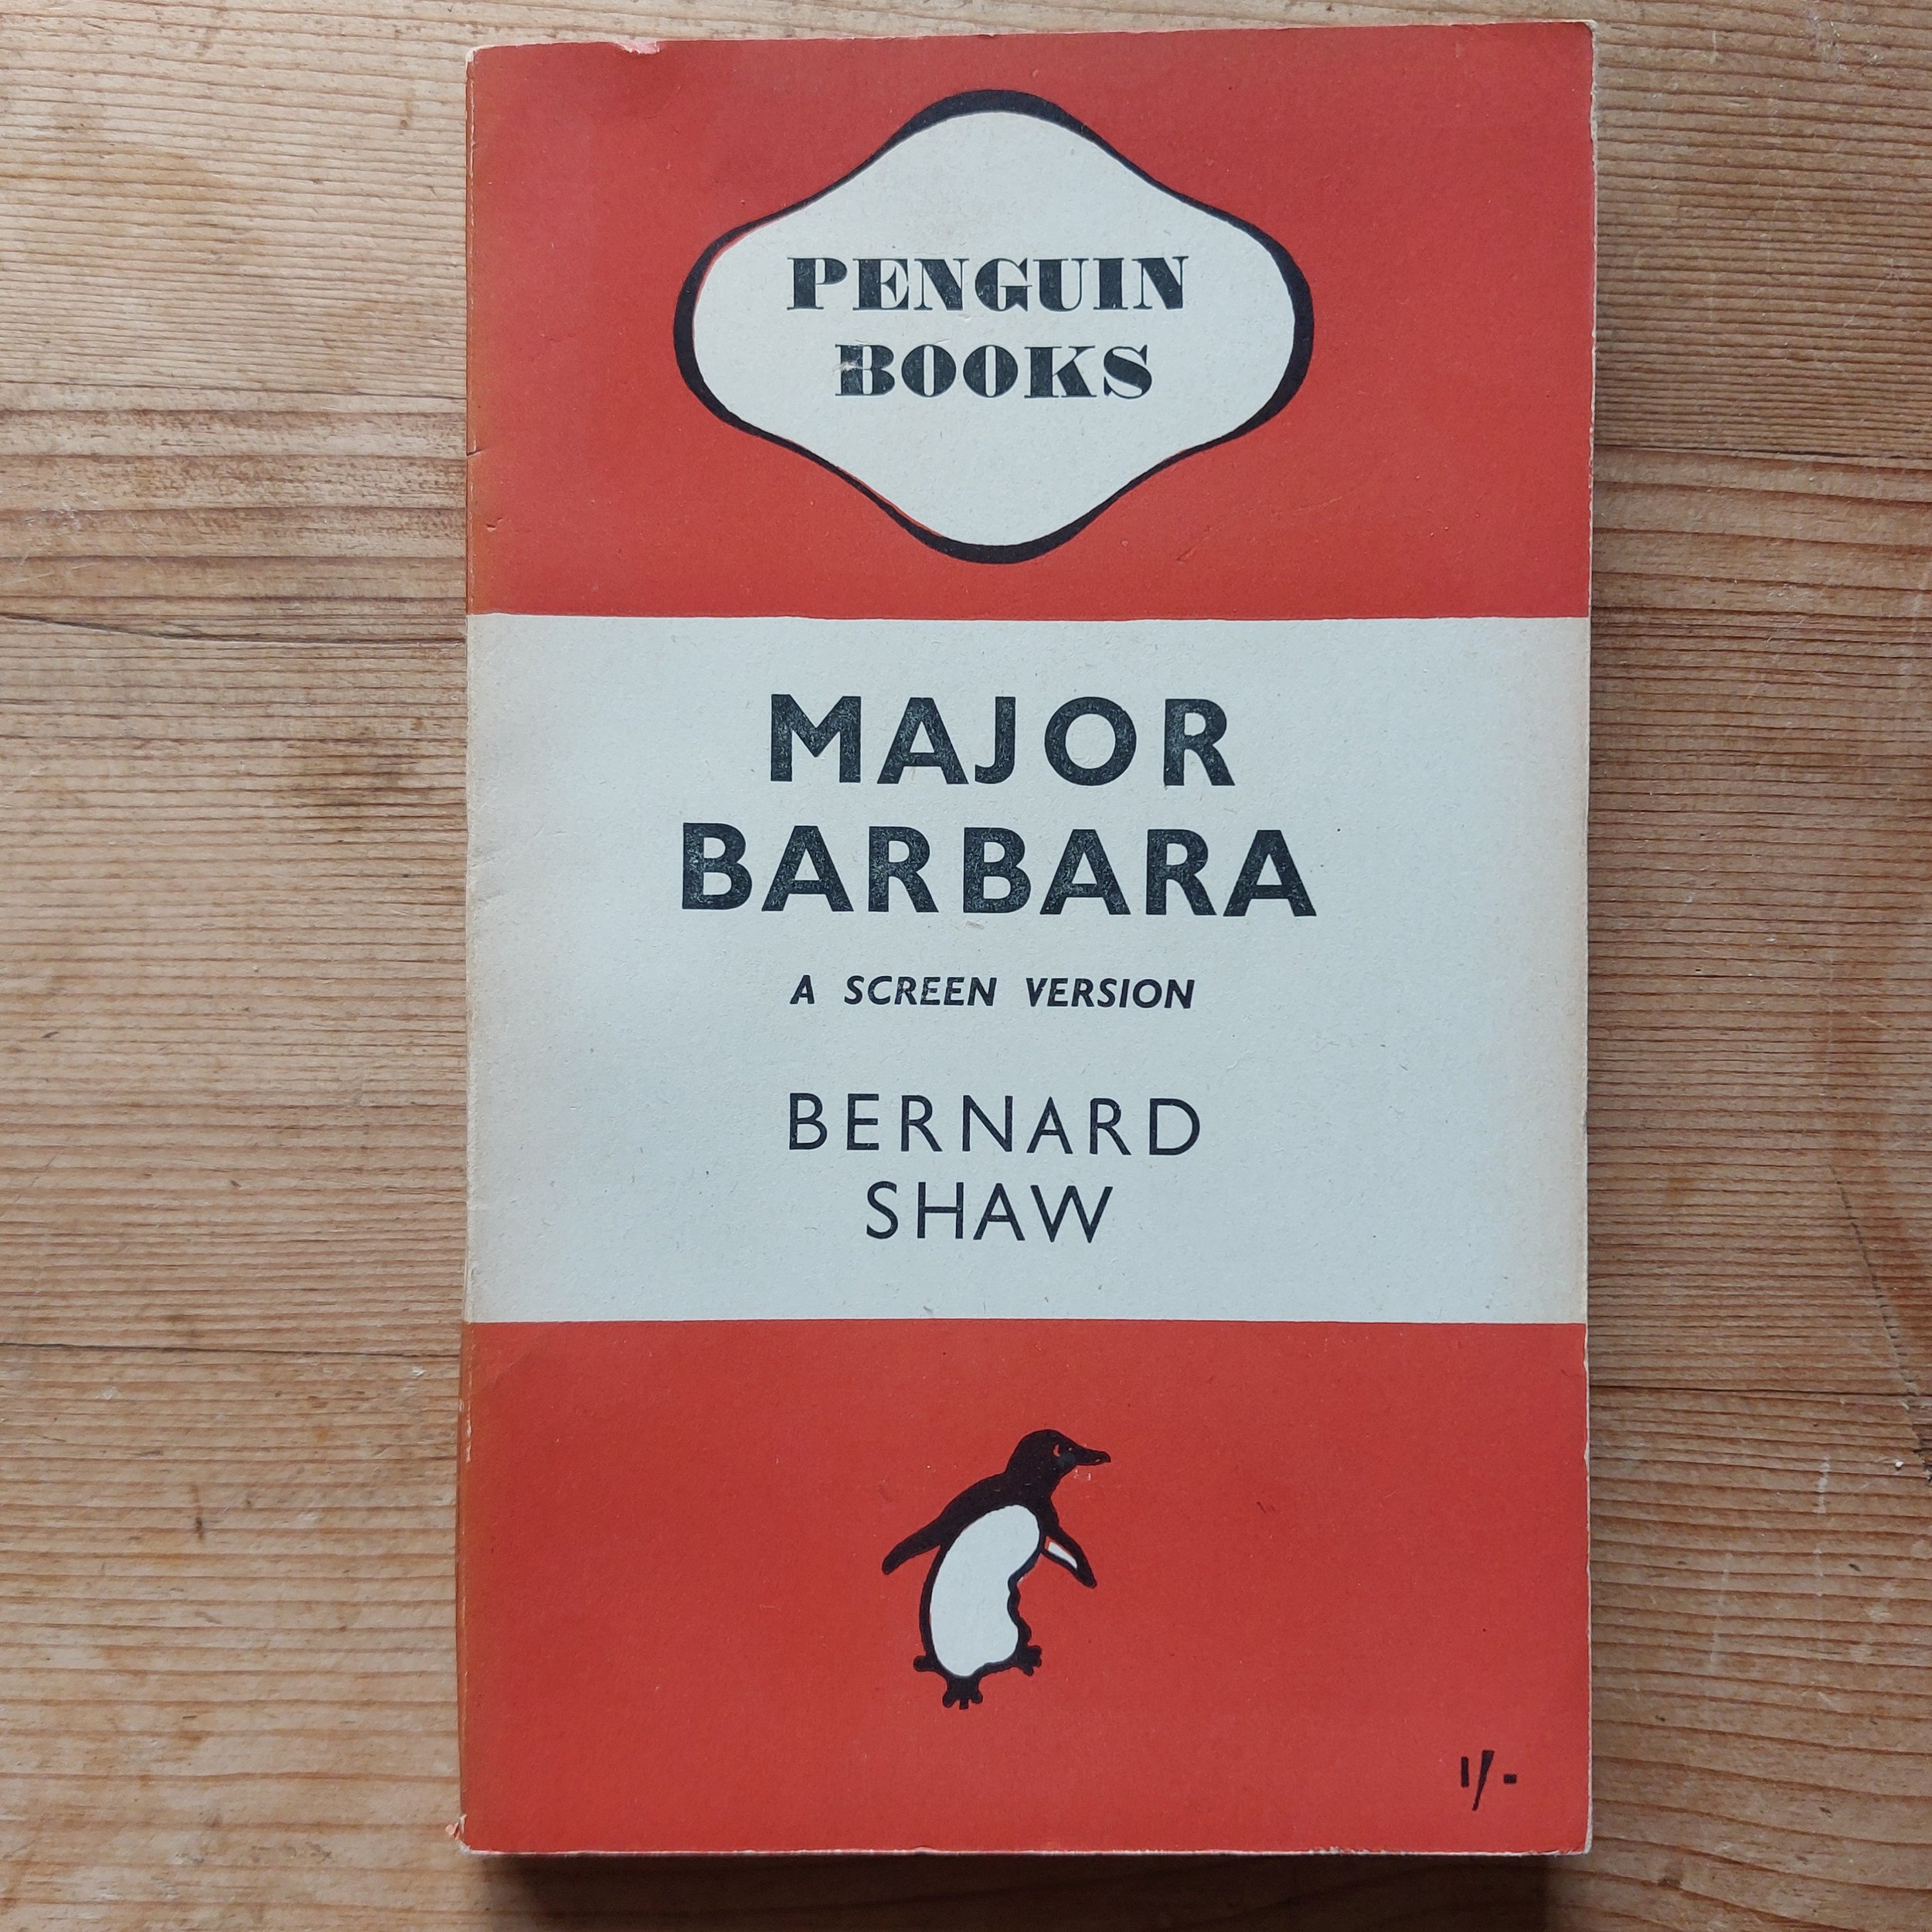 PENGUIN
BOOKS
MAJOR
BARBARA
A SCREEN VERSION
BERNARD
SHAW
1/-